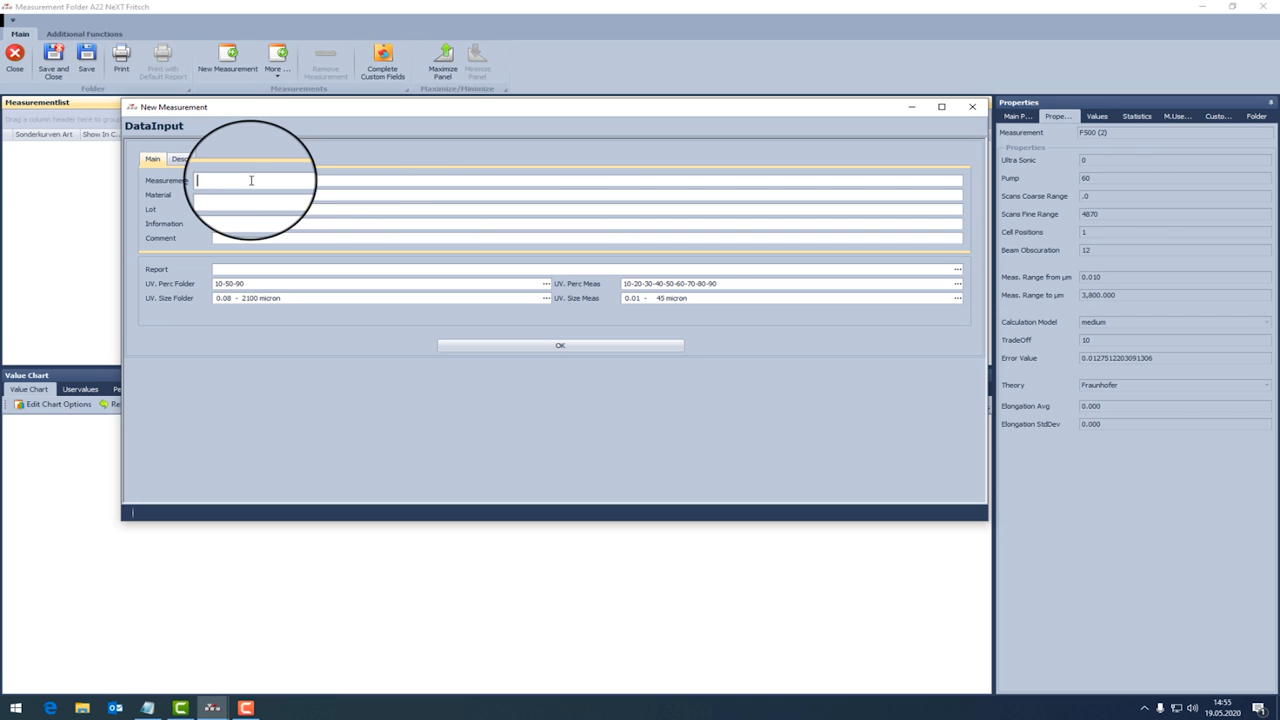 Measurement Folder A22 NeXT Fritsch
Main Additional Functions
Close
Save and Close
Save
Print
Print with Default Report
New Measurement
More ...
Remove Measurement
Complete Custom Fields
Maximize Panel
Minimize Panel
Folder Measurements Maximize/Minimize
Measurementlist
Drag a column header here to group
Sonderkurven Art Show In C...
New Measurement
DataInput
Main Desc
Measurement
Material
Lot
Information
Comment
Report ...
UV. Perc Folder 10-50-90 ... UV. Perc Meas 10-20-30-40-50-60-70-80-90 ...
UV. Size Folder 0.08 - 2100 micron ... UV. Size Meas 0.01 - 45 micron ...
OK
Value Chart
Value Chart Uservalues Pe
Edit Chart Options Re
Properties
Main P... Prope... Values Statistics M.Use... Custo... Folder
Measurement F500 (2)
Properties
Ultra Sonic 0
Pump 60
Scans Coarse Range .0
Scans Fine Range 4870
Cell Positions 1
Beam Obscuration 12
Meas. Range from µm 0.010
Meas. Range to µm 3,800.000
Calculation Model medium
TradeOff 10
Error Value 0.0127512203091306
Theory Fraunhofer
Elongation Avg 0.000
Elongation StdDev 0.000
14:55
19.05.2020